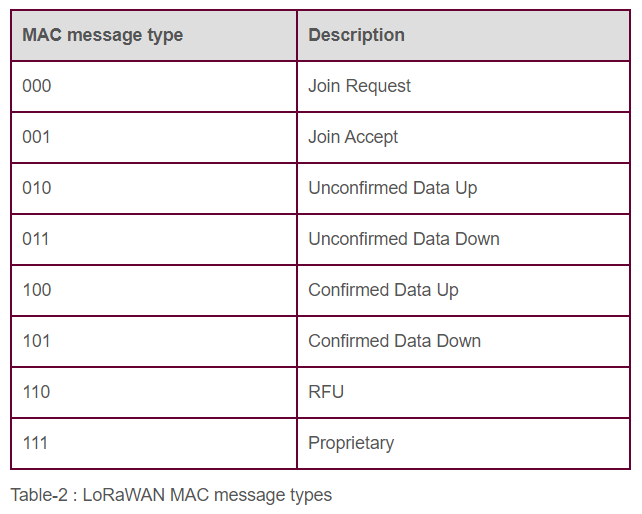 MAC message type Description
000 Join Request
001 Join Accept
010 Unconfirmed Data Up
011 Unconfirmed Data Down
100 Confirmed Data Up
101 Confirmed Data Down
110 RFU
111 Proprietary
Table-2 : LoRaWAN MAC message types